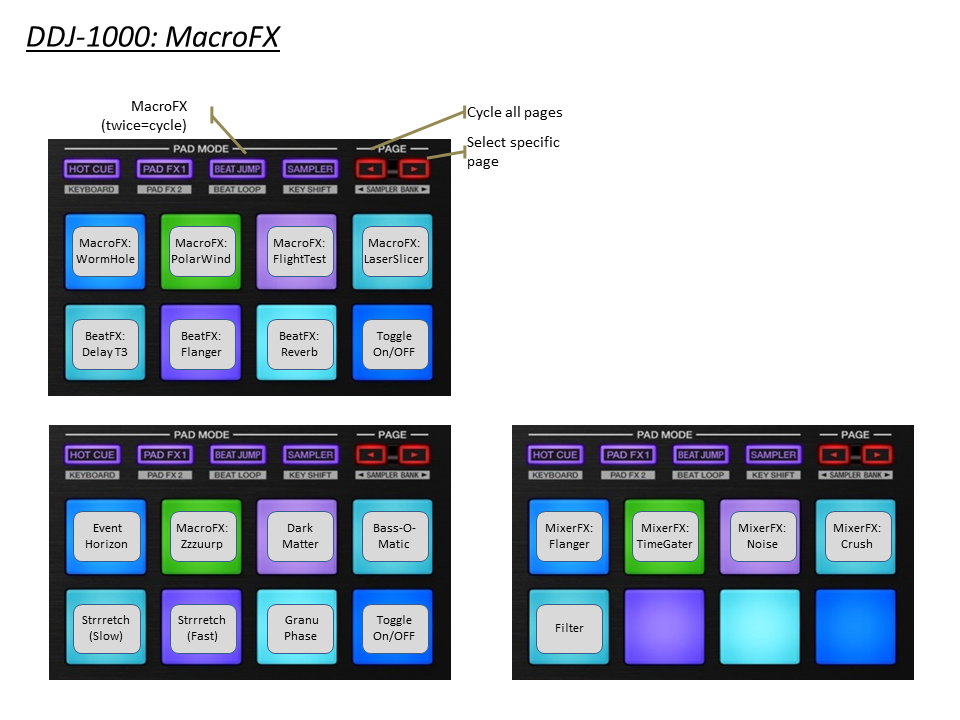 DDJ-1000: MacroFX
MacroFX
(twice=cycle)
Cycle all pages
Select specific
page
PAD MODE
PAGE
HOT CUE
PAD FX1
BEAT JUMP
SAMPLER
◄
►
KEYBOARD
PAD FX 2
BEAT LOOP
KEY SHIFT
◄ SAMPLER BANK ►
MacroFX:
WormHole
MacroFX:
PolarWind
MacroFX:
FlightTest
MacroFX:
LaserSlicer
BeatFX:
Delay T3
BeatFX:
Flanger
BeatFX:
Reverb
Toggle
On/OFF
PAD MODE
PAGE
HOT CUE
PAD FX1
BEAT JUMP
SAMPLER
◄
►
KEYBOARD
PAD FX 2
BEAT LOOP
KEY SHIFT
◄ SAMPLER BANK ►
Event
Horizon
MacroFX:
Zzzuurp
Dark
Matter
Bass-O-
Matic
Strrretch
(Slow)
Strrretch
(Fast)
Granu
Phase
Toggle
On/OFF
PAD MODE
PAGE
HOT CUE
PAD FX1
BEAT JUMP
SAMPLER
◄
►
KEYBOARD
PAD FX 2
BEAT LOOP
KEY SHIFT
◄ SAMPLER BANK ►
MixerFX:
Flanger
MixerFX:
TimeGater
MixerFX:
Noise
MixerFX:
Crush
Filter